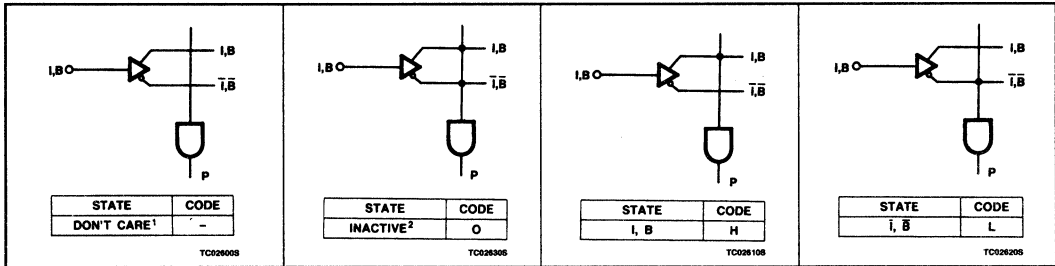 I,B
I,B
I̅,B̅
P
STATE CODE
DON'T CARE¹ –
TC02600S
I,B
I,B
I̅,B̅
P
STATE CODE
INACTIVE² O
TC02630S
I,B
I,B
I̅,B̅
P
STATE CODE
I, B H
TC02610S
I,B
I,B
I̅,B̅
P
STATE CODE
I̅, B̅ L
TC02620S